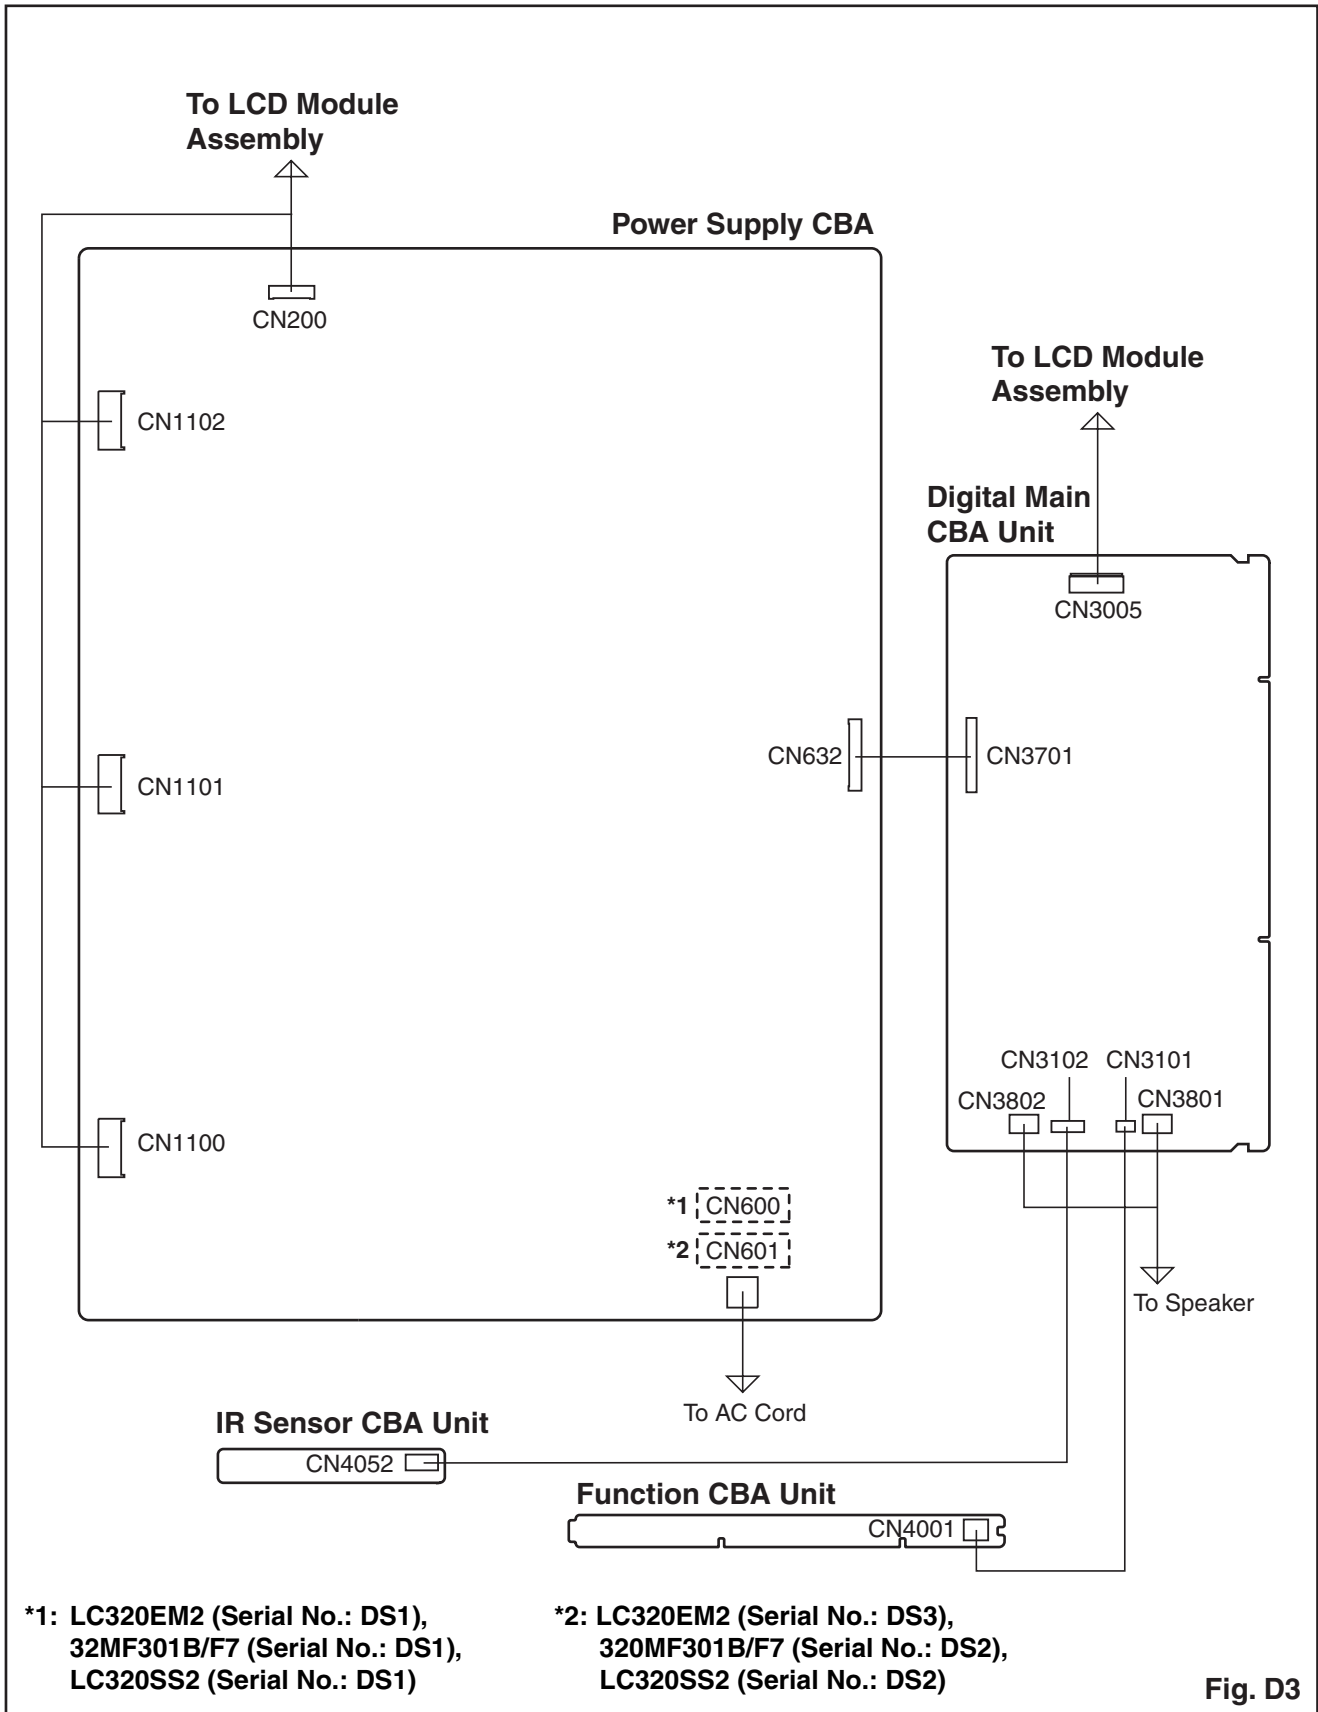 To LCD Module
Assembly
Power Supply CBA
CN200
To LCD Module
Assembly
CN1102
Digital Main
CBA Unit
CN3005
CN632
CN3701
CN1101
CN3102
CN3101
CN3802
CN3801
CN1100
*1 CN600
*2 CN601
To Speaker
To AC Cord
IR Sensor CBA Unit
CN4052
Function CBA Unit
CN4001
*1: LC320EM2 (Serial No.: DS1),
32MF301B/F7 (Serial No.: DS1),
LC320SS2 (Serial No.: DS1)
*2: LC320EM2 (Serial No.: DS3),
320MF301B/F7 (Serial No.: DS2),
LC320SS2 (Serial No.: DS2)
Fig. D3